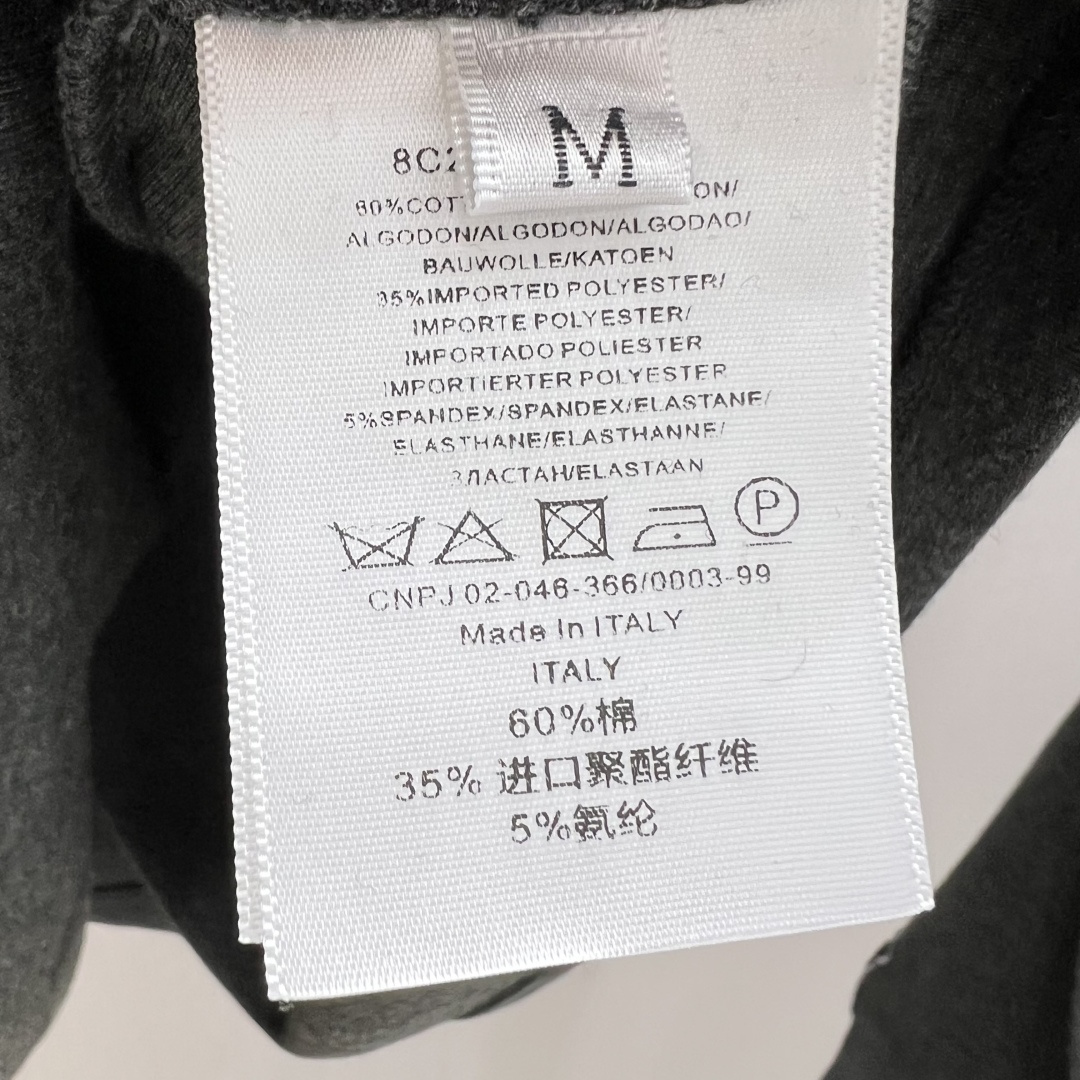 M
8C2
60%COT ON/
ALGODON/ALGODON/ALGODAO/
BAUWOLLE/KATOEN
35%IMPORTED POLYESTER/
IMPORTE POLYESTER/
IMPORTADO POLIESTER
IMPORTIERTER POLYESTER
5%SPANDEX/SPANDEX/ELASTANE/
ELASTHANE/ELASTHANNE/
ЭЛАСТАН/ELASTAAN
P
CNPJ 02-046-366/0003-99
Made In ITALY
ITALY
60%棉
35% 进口聚酯纤维
5%氨纶